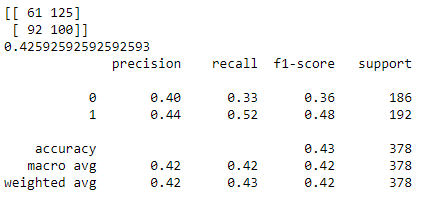 [[ 61 125]
 [ 92 100]]
0.42592592592592593
              precision    recall  f1-score   support

           0       0.40      0.33      0.36       186
           1       0.44      0.52      0.48       192

    accuracy                           0.43       378
   macro avg       0.42      0.42      0.42       378
weighted avg       0.42      0.43      0.42       378